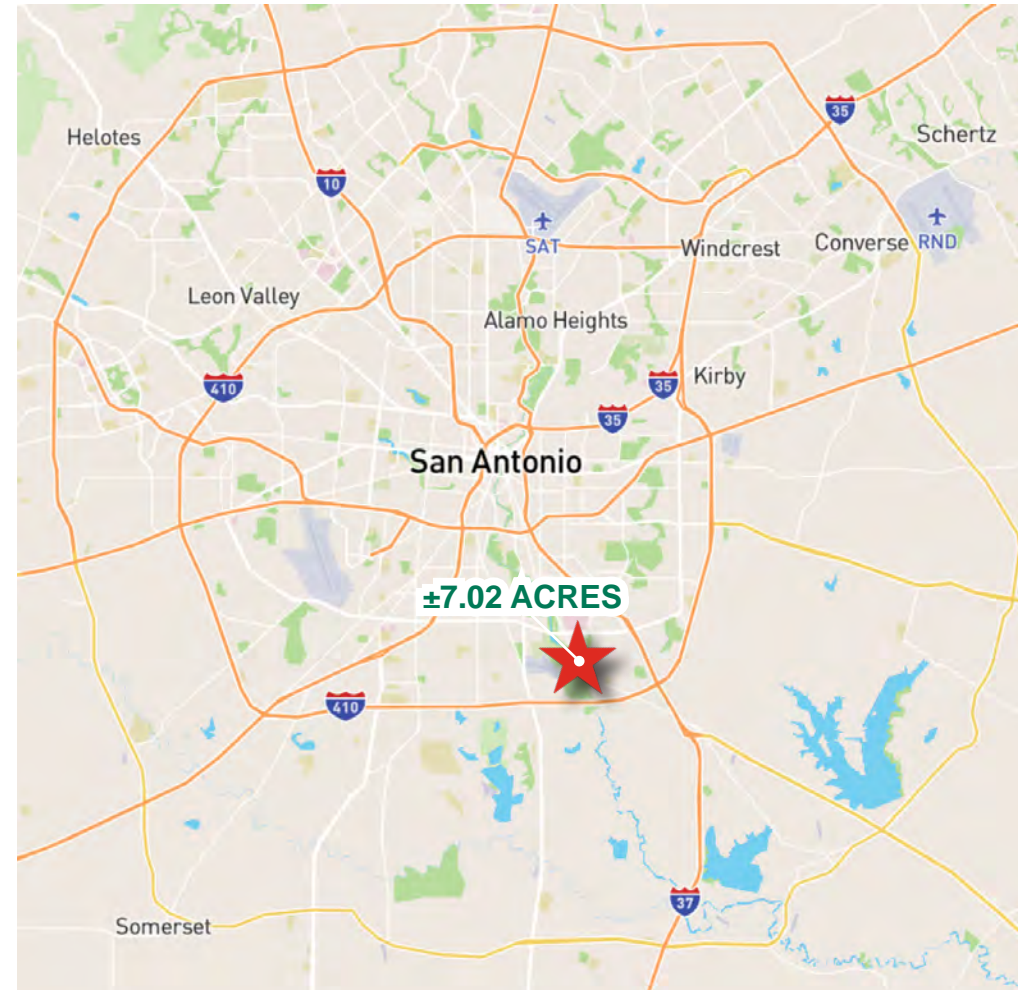 35
Schertz
Helotes
10
SAT
Windcrest
Converse
RND
Leon Valley
Alamo Heights
410
35
Kirby
35
San Antonio
±7.02 ACRES
410
37
Somerset